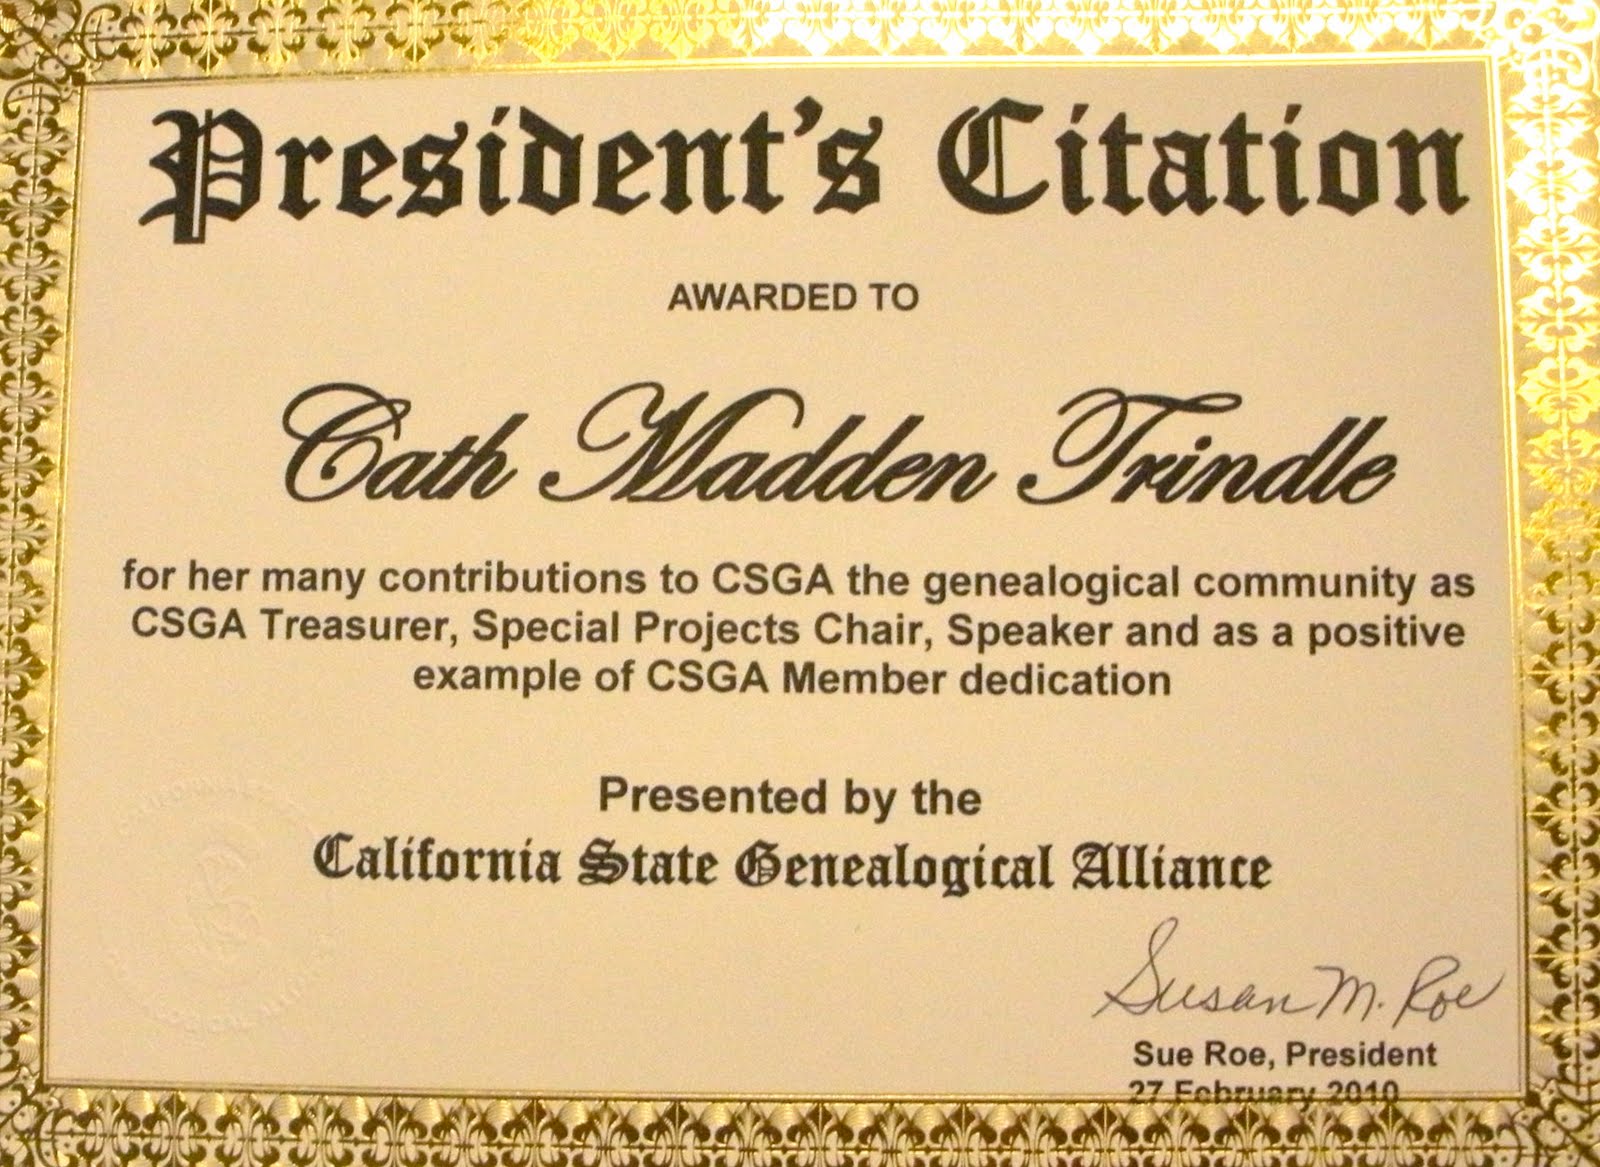 President's Citation
AWARDED TO
Cath Madden Trindle
for her many contributions to CSGA the genealogical community as
CSGA Treasurer, Special Projects Chair, Speaker and as a positive
example of CSGA Member dedication
Presented by the
California State Genealogical Alliance
Susan M. Roe
Sue Roe, President
27 February 2010